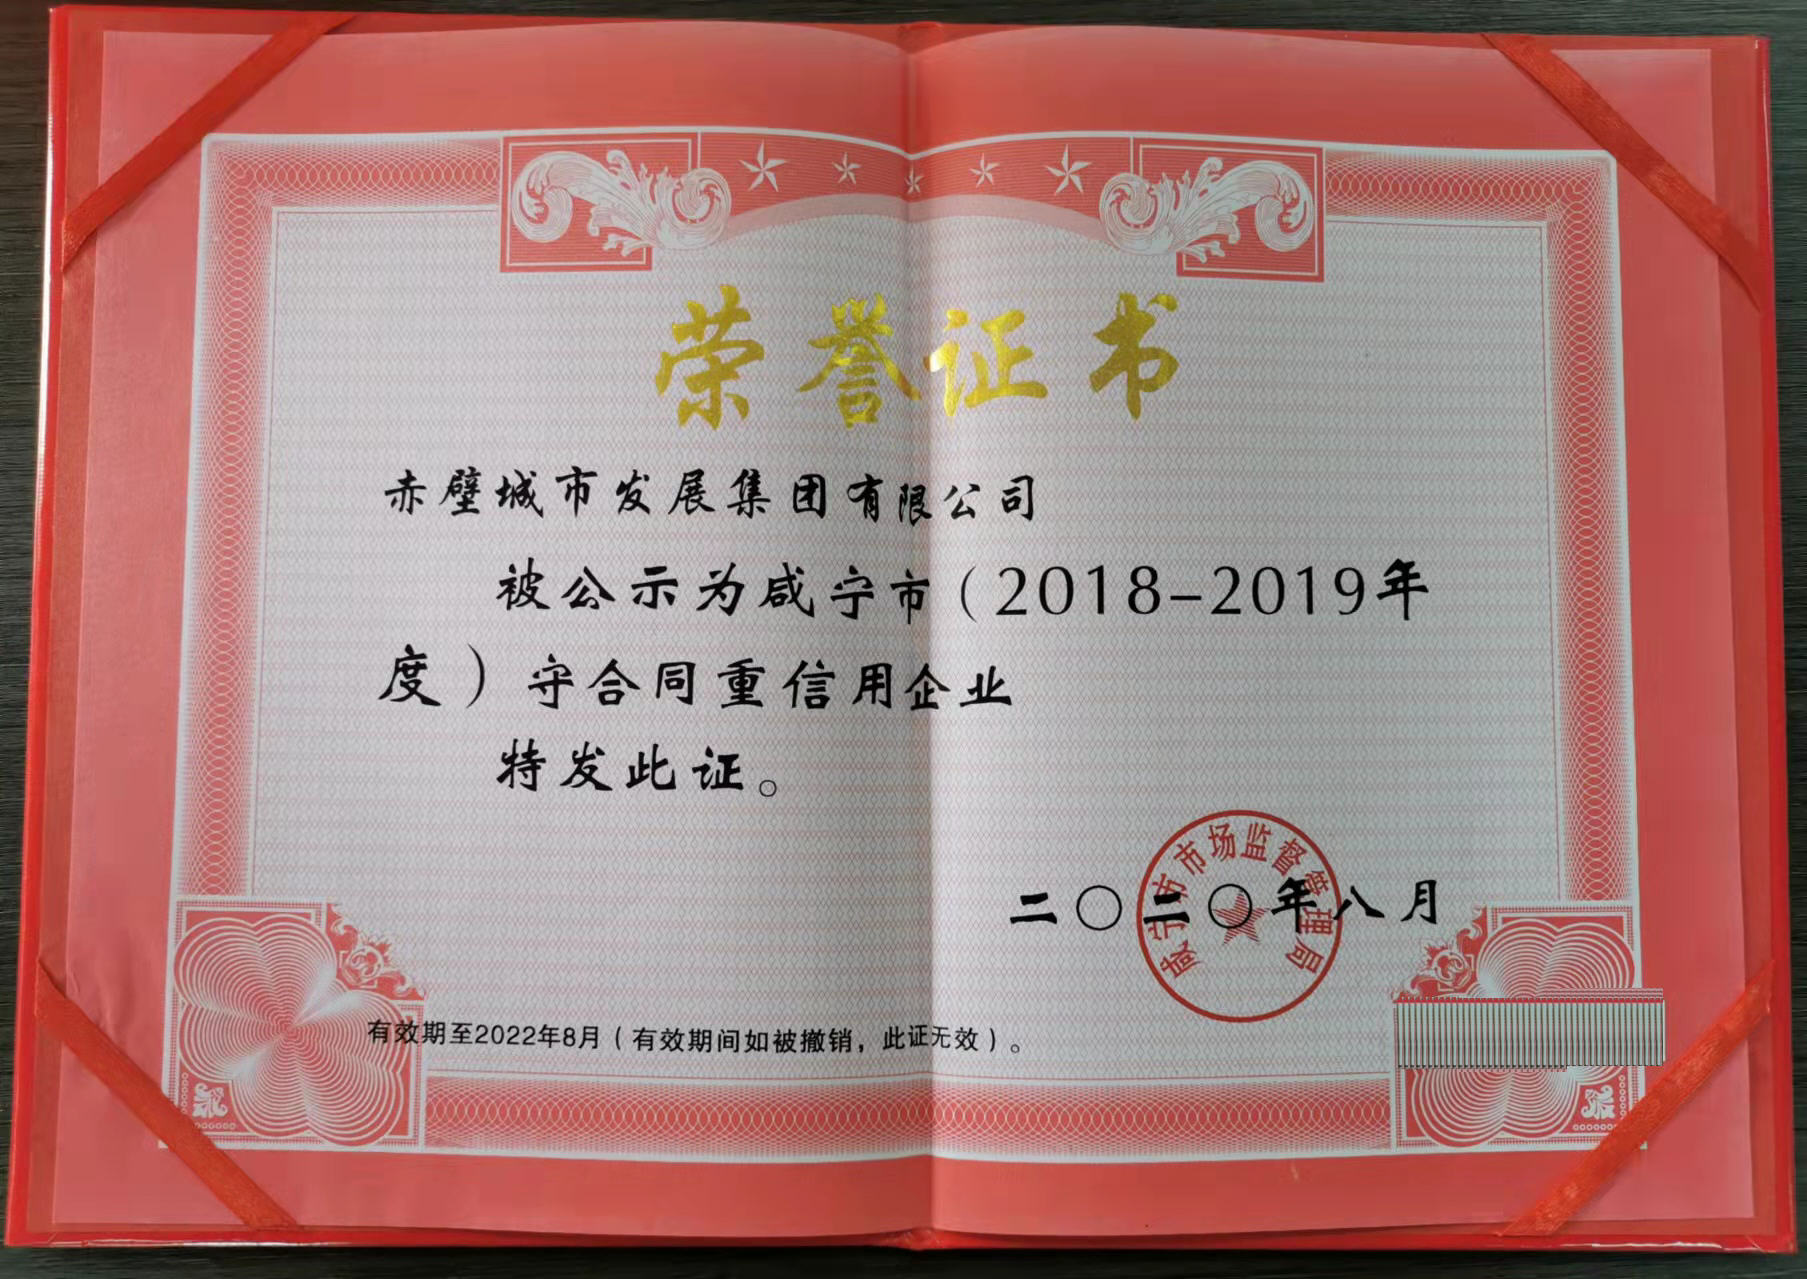 荣誉证书
赤壁城市发展集团有限公司
被公示为咸宁市（2018-2019年
度）守合同重信用企业
特发此证。
咸宁市市场监督管理局
二〇二〇年八月
有效期至2022年8月（有效期间如被撤销，此证无效）。